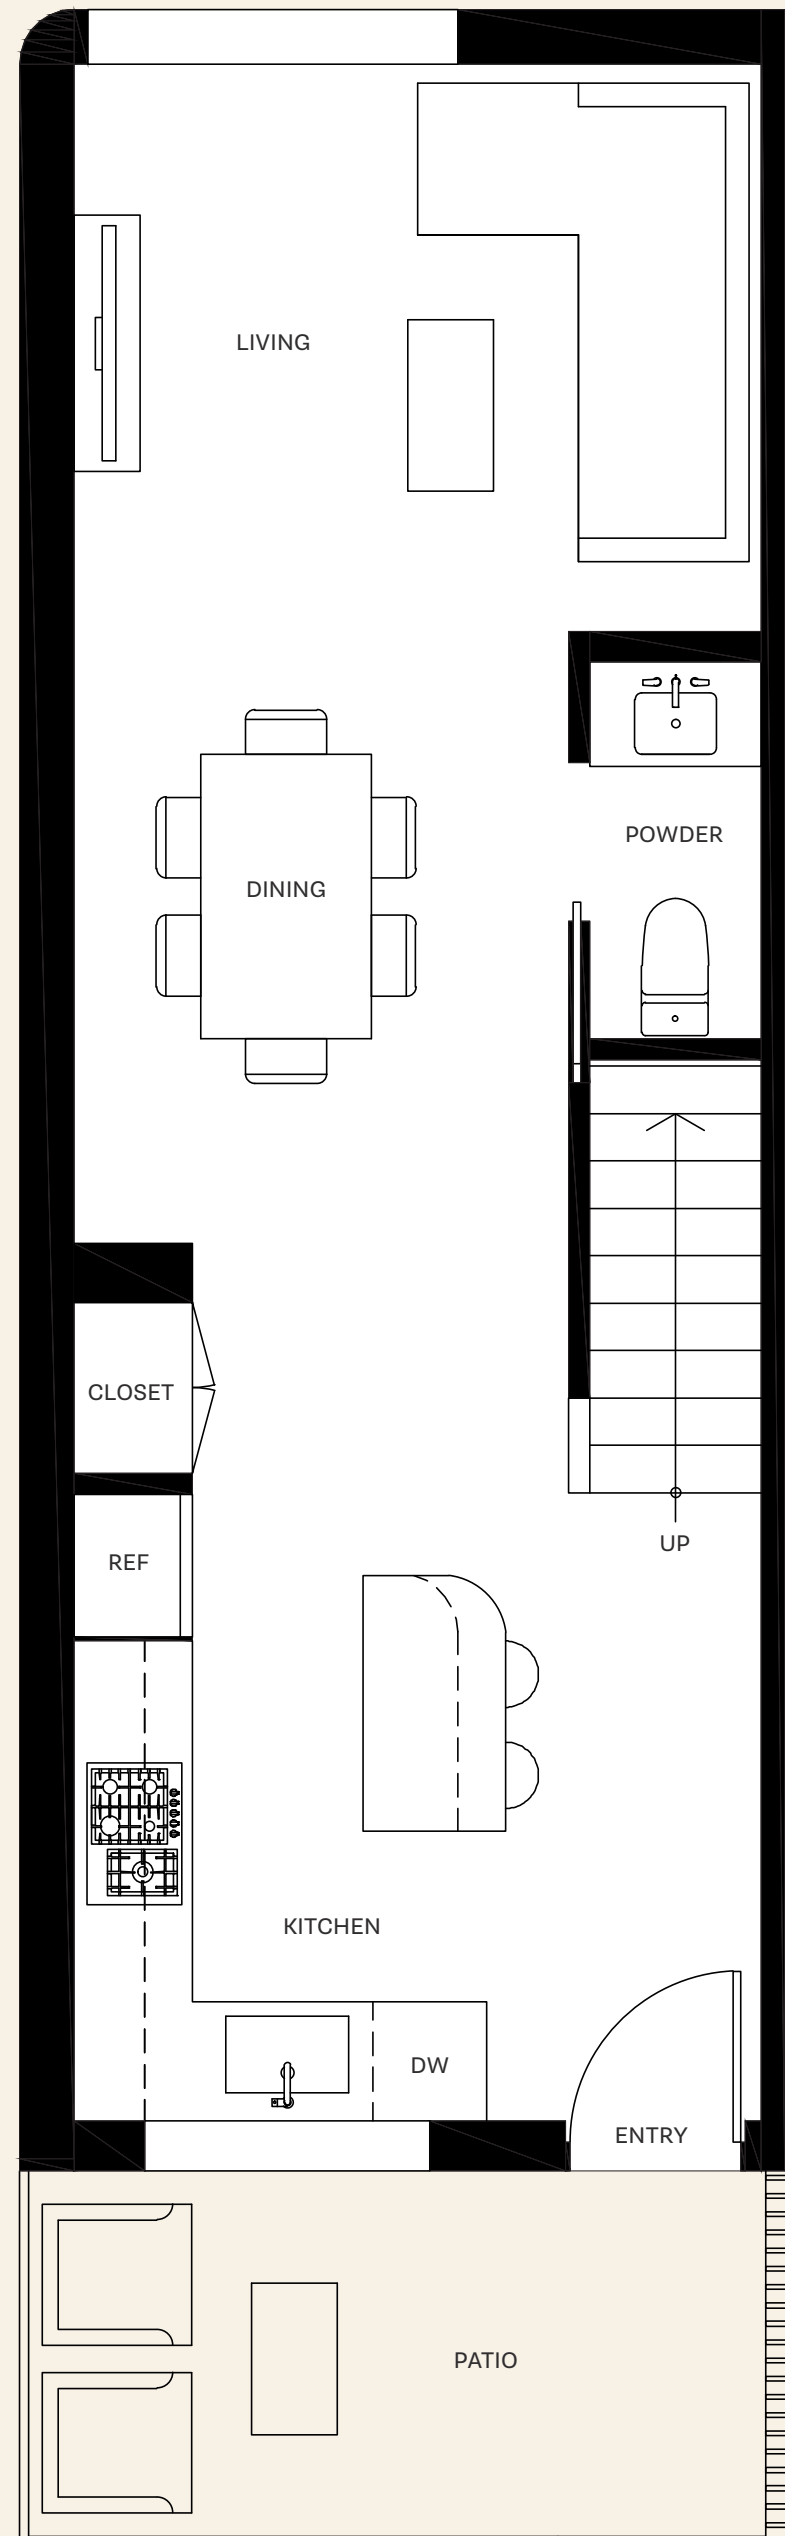 LIVING
POWDER
DINING
CLOSET
UP
REF
KITCHEN
DW
ENTRY
PATIO